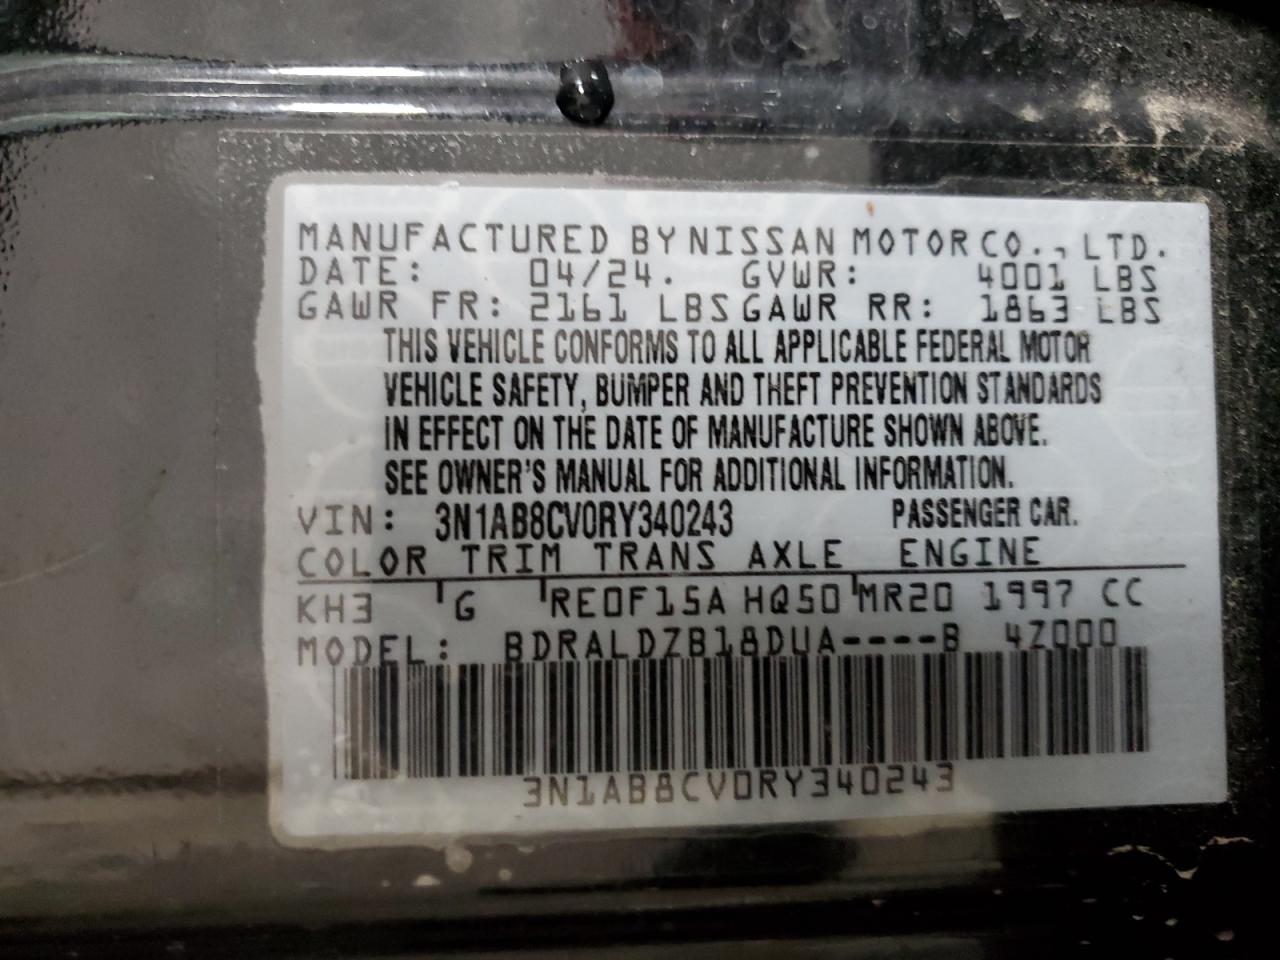 MANUFACTURED BY NISSAN MOTOR CO., LTD.
DATE: 04/24. GVWR: 4001 LBS
GAWR FR: 2161 LBS GAWR RR: 1863 LBS
THIS VEHICLE CONFORMS TO ALL APPLICABLE FEDERAL MOTOR
VEHICLE SAFETY, BUMPER AND THEFT PREVENTION STANDARDS
IN EFFECT ON THE DATE OF MANUFACTURE SHOWN ABOVE.
SEE OWNER'S MANUAL FOR ADDITIONAL INFORMATION.
VIN: 3N1AB8CV0RY340243 PASSENGER CAR.
COLOR TRIM TRANS AXLE ENGINE
KH3 G RE0F15A HQ50 MR20 1997 CC
MODEL: BDRALDZB18DUA----B 4Z000
3N1AB8CV0RY340243